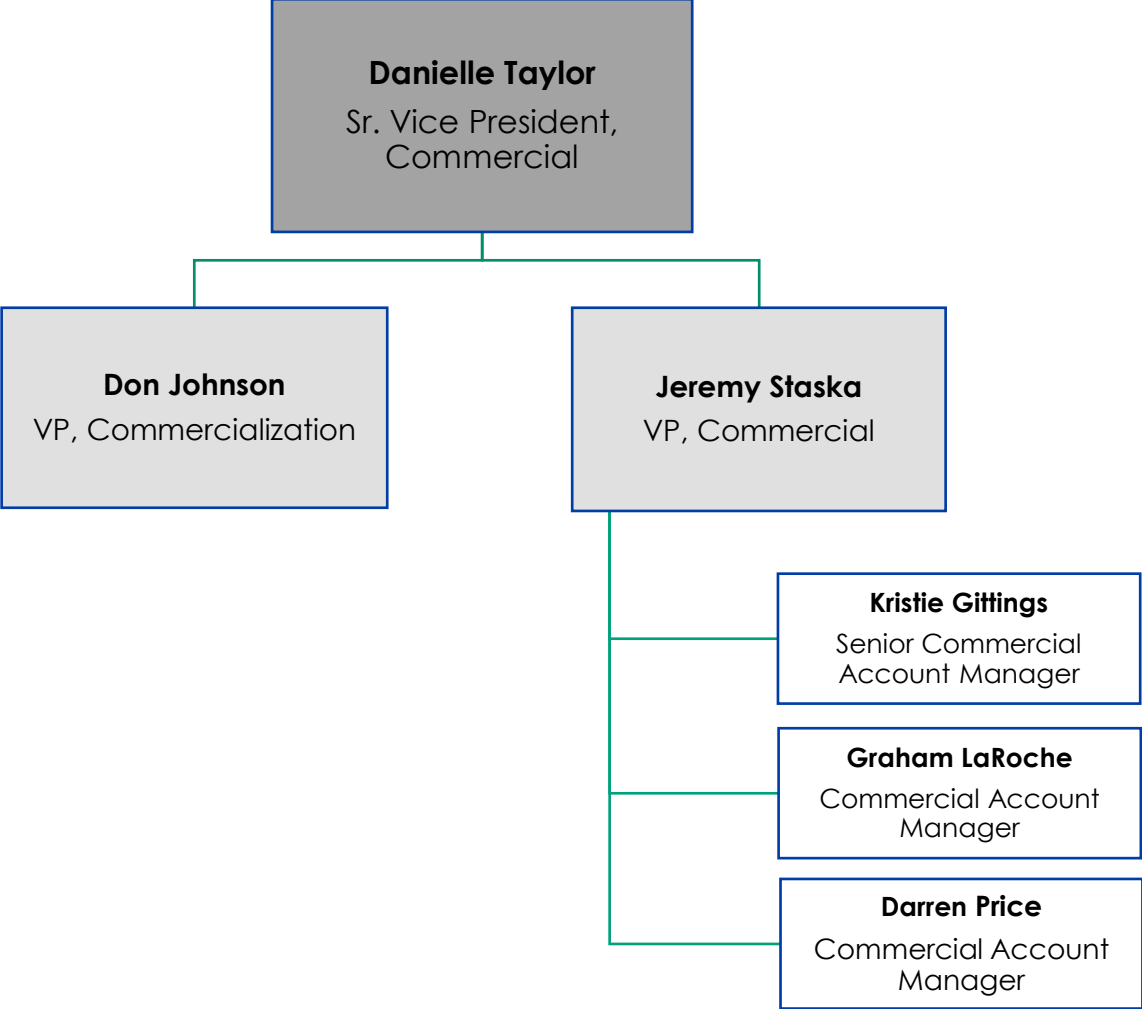 Danielle Taylor
Sr. Vice President,
Commercial
Don Johnson
VP, Commercialization
Jeremy Staska
VP, Commercial
Kristie Gittings
Senior Commercial
Account Manager
Graham LaRoche
Commercial Account
Manager
Darren Price
Commercial Account
Manager